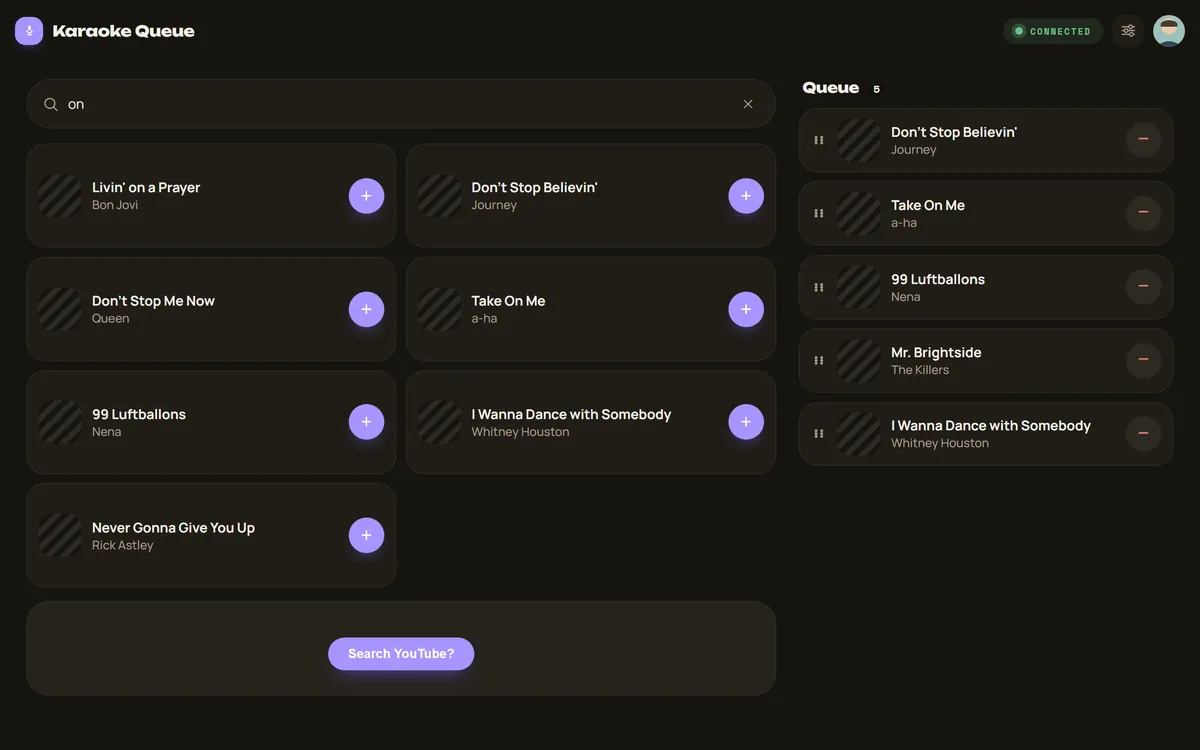 Karaoke Queue
CONNECTED
on
Livin' on a Prayer
Bon Jovi
Don't Stop Believin'
Journey
Don't Stop Me Now
Queen
Take On Me
a-ha
99 Luftballons
Nena
I Wanna Dance with Somebody
Whitney Houston
Never Gonna Give You Up
Rick Astley
Search YouTube?
Queue 5
Don't Stop Believin'
Journey
Take On Me
a-ha
99 Luftballons
Nena
Mr. Brightside
The Killers
I Wanna Dance with Somebody
Whitney Houston